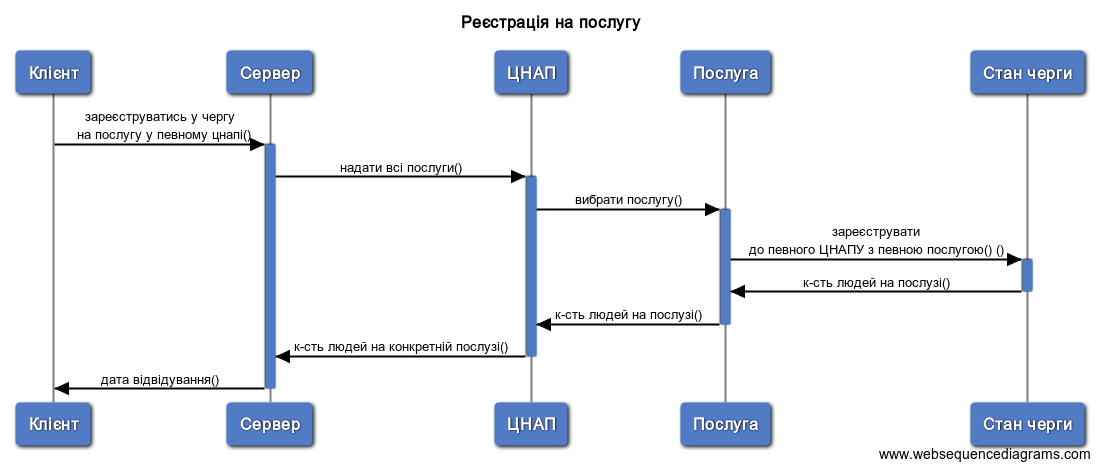 Реєстрація на послугу
Клієнт
Сервер
ЦНАП
Послуга
Стан черги
зареєструватись у чергу
на послугу у певному цнапі()
надати всі послуги()
вибрати послугу()
зареєструвати
до певного ЦНАПУ з певною послугою() ()
к-сть людей на послузі()
к-сть людей на послузі()
к-сть людей на конкретній послузі()
дата відвідування()
Клієнт
Сервер
ЦНАП
Послуга
Стан черги
www.websequencediagrams.com